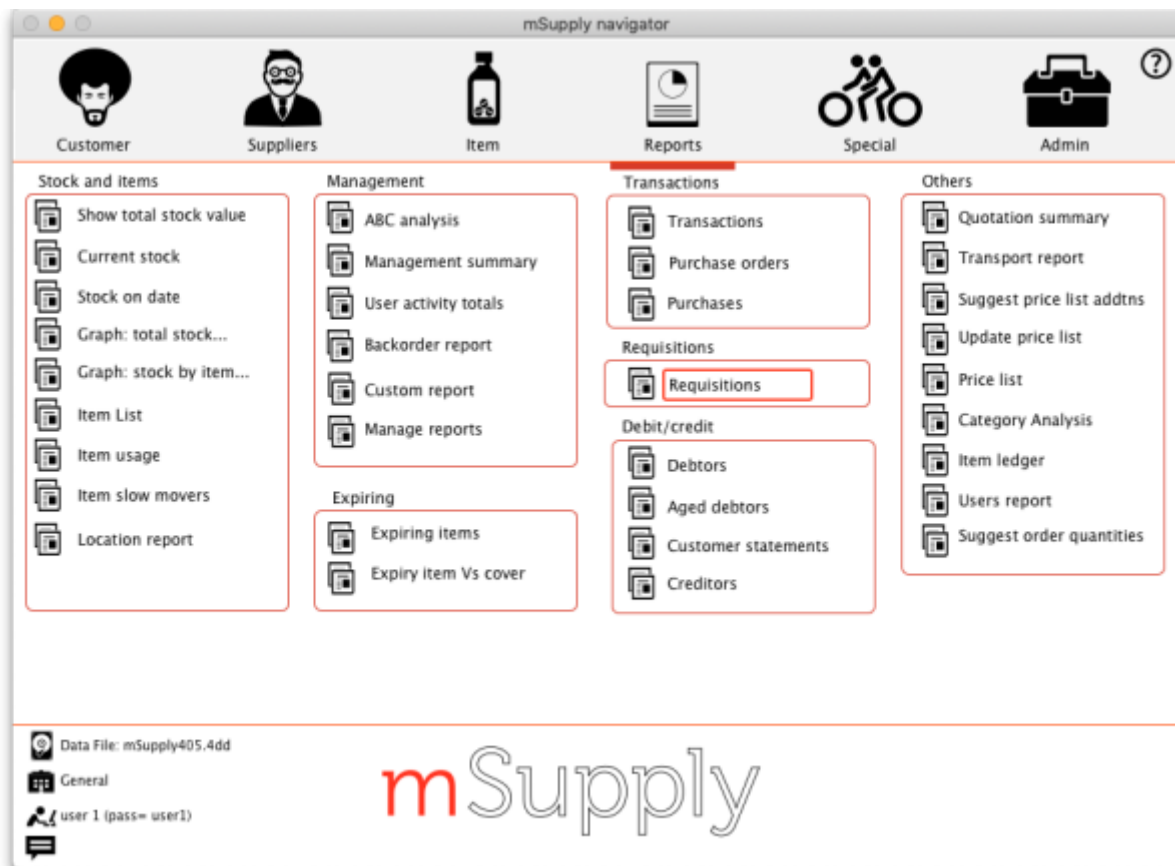 mSupply navigator
?
Customer
Suppliers
Item
Reports
Special
Admin
Stock and items
Show total stock value
Current stock
Stock on date
Graph: total stock...
Graph: stock by item...
Item List
Item usage
Item slow movers
Location report
Management
ABC analysis
Management summary
User activity totals
Backorder report
Custom report
Manage reports
Expiring
Expiring items
Expiry item Vs cover
Transactions
Transactions
Purchase orders
Purchases
Requisitions
Requisitions
Debit/credit
Debtors
Aged debtors
Customer statements
Creditors
Others
Quotation summary
Transport report
Suggest price list addtns
Update price list
Price list
Category Analysis
Item ledger
Users report
Suggest order quantities
Data File: mSupply405.4dd
General
user 1 (pass= user1)
mSupply